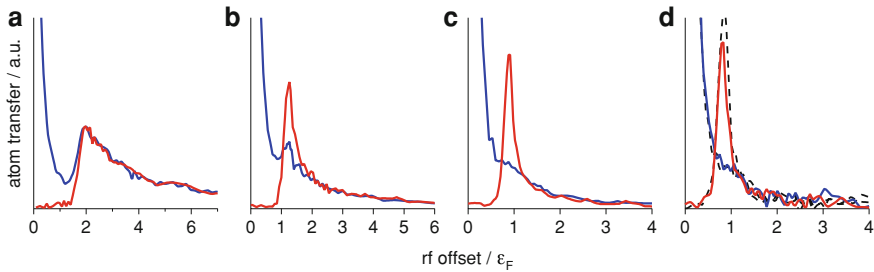 a b c d
atom transfer / a.u.
0 2 4 6 0 1 2 3 4 5 6 0 1 2 3 4 0 1 2 3 4
rf offset / εF